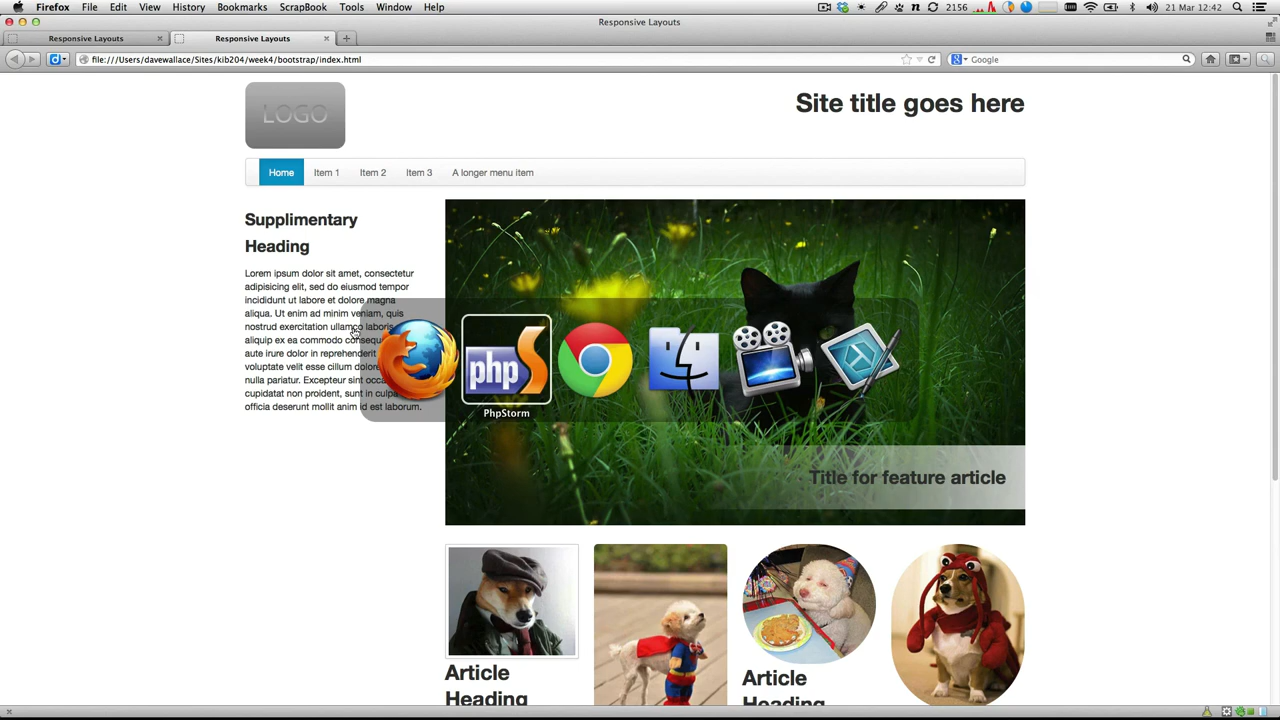 Firefox File Edit View History Bookmarks ScrapBook Tools Window Help 2156 21 Mar 12:42
Responsive Layouts
Responsive Layouts Responsive Layouts
file:///Users/davewallace/Sites/kib204/week4/bootstrap/index.html Google
LOGO
Site title goes here
Home Item 1 Item 2 Item 3 A longer menu item
Supplimentary
Heading
Lorem ipsum dolor sit amet, consectetur
adipisicing elit, sed do eiusmod tempor
incididunt ut labore et dolore magna
aliqua. Ut enim ad minim veniam, quis
nostrud exercitation ullamco laboris
aliquip ex ea commodo consequ
aute irure dolor in reprehenderit
voluptate velit esse cillum dolore
nulla pariatur. Excepteur sint occa
cupidatat non proident, sunt in culpa
officia deserunt mollit anim id est laborum.
php
PhpStorm
Title for feature article
Article
Heading
Article
Heading